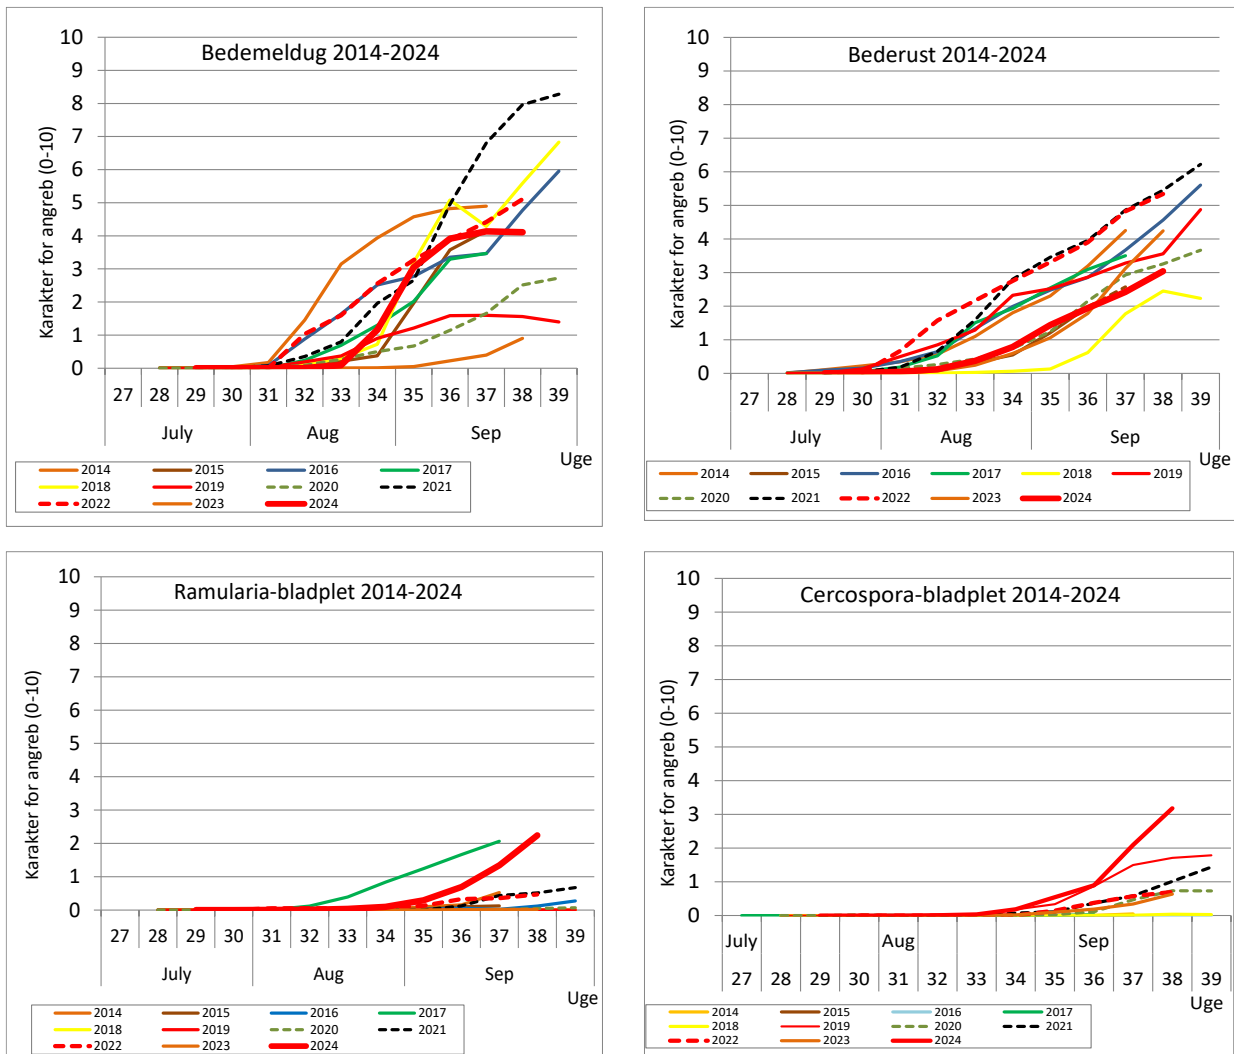 Bedemeldug 2014-2024
Karakter for angreb (0-10)
10
9
8
7
6
5
4
3
2
1
0
27 28 29 30 31 32 33 34 35 36 37 38 39
July Aug Sep
Uge
2014 2015 2016 2017
2018 2019 2020 2021
2022 2023 2024
Bederust 2014-2024
Karakter for angreb (0-10)
10
9
8
7
6
5
4
3
2
1
0
27 28 29 30 31 32 33 34 35 36 37 38 39
July Aug Sep
Uge
2014 2015 2016 2017 2018 2019
2020 2021 2022 2023 2024
Ramularia-bladplet 2014-2024
Karakter for angreb (0-10)
10
9
8
7
6
5
4
3
2
1
0
27 28 29 30 31 32 33 34 35 36 37 38 39
July Aug Sep
Uge
2014 2015 2016 2017
2018 2019 2020 2021
2022 2023 2024
Cercospora-bladplet 2014-2024
Karakter for angreb (0-10)
10
9
8
7
6
5
4
3
2
1
0
July Aug Sep
27 28 29 30 31 32 33 34 35 36 37 38 39
Uge
2014 2015 2016 2017
2018 2019 2020 2021
2022 2023 2024